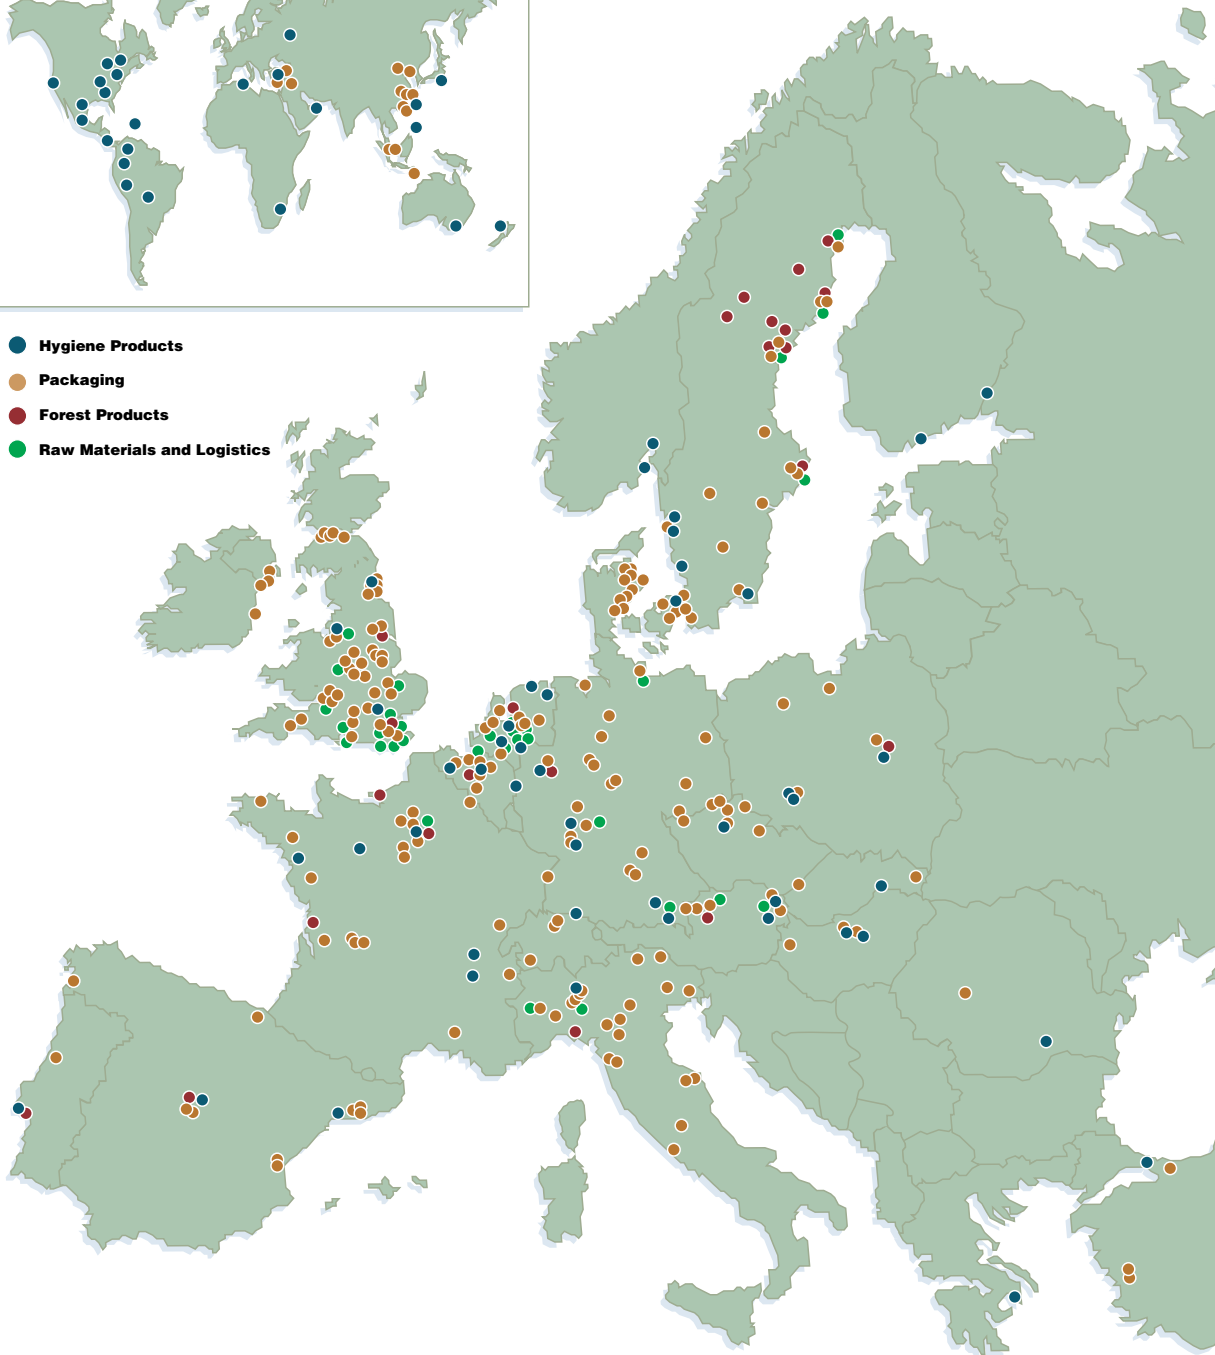 Hygiene Products
Packaging
Forest Products
Raw Materials and Logistics